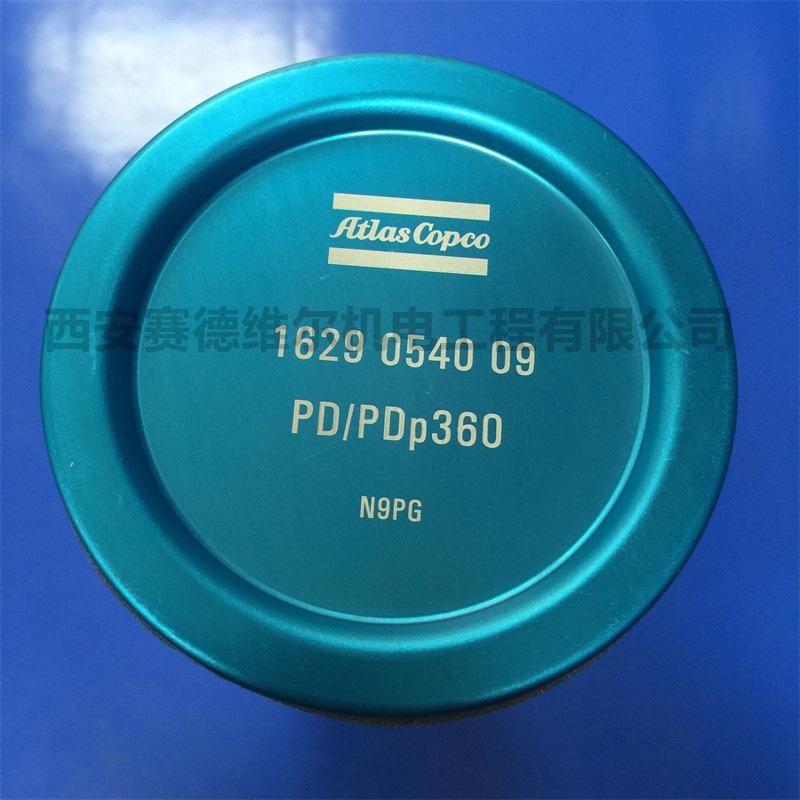 Atlas Copco
西安赛德维尔机电工程有限公司
1629 0540 09
PD/PDp360
N9PG